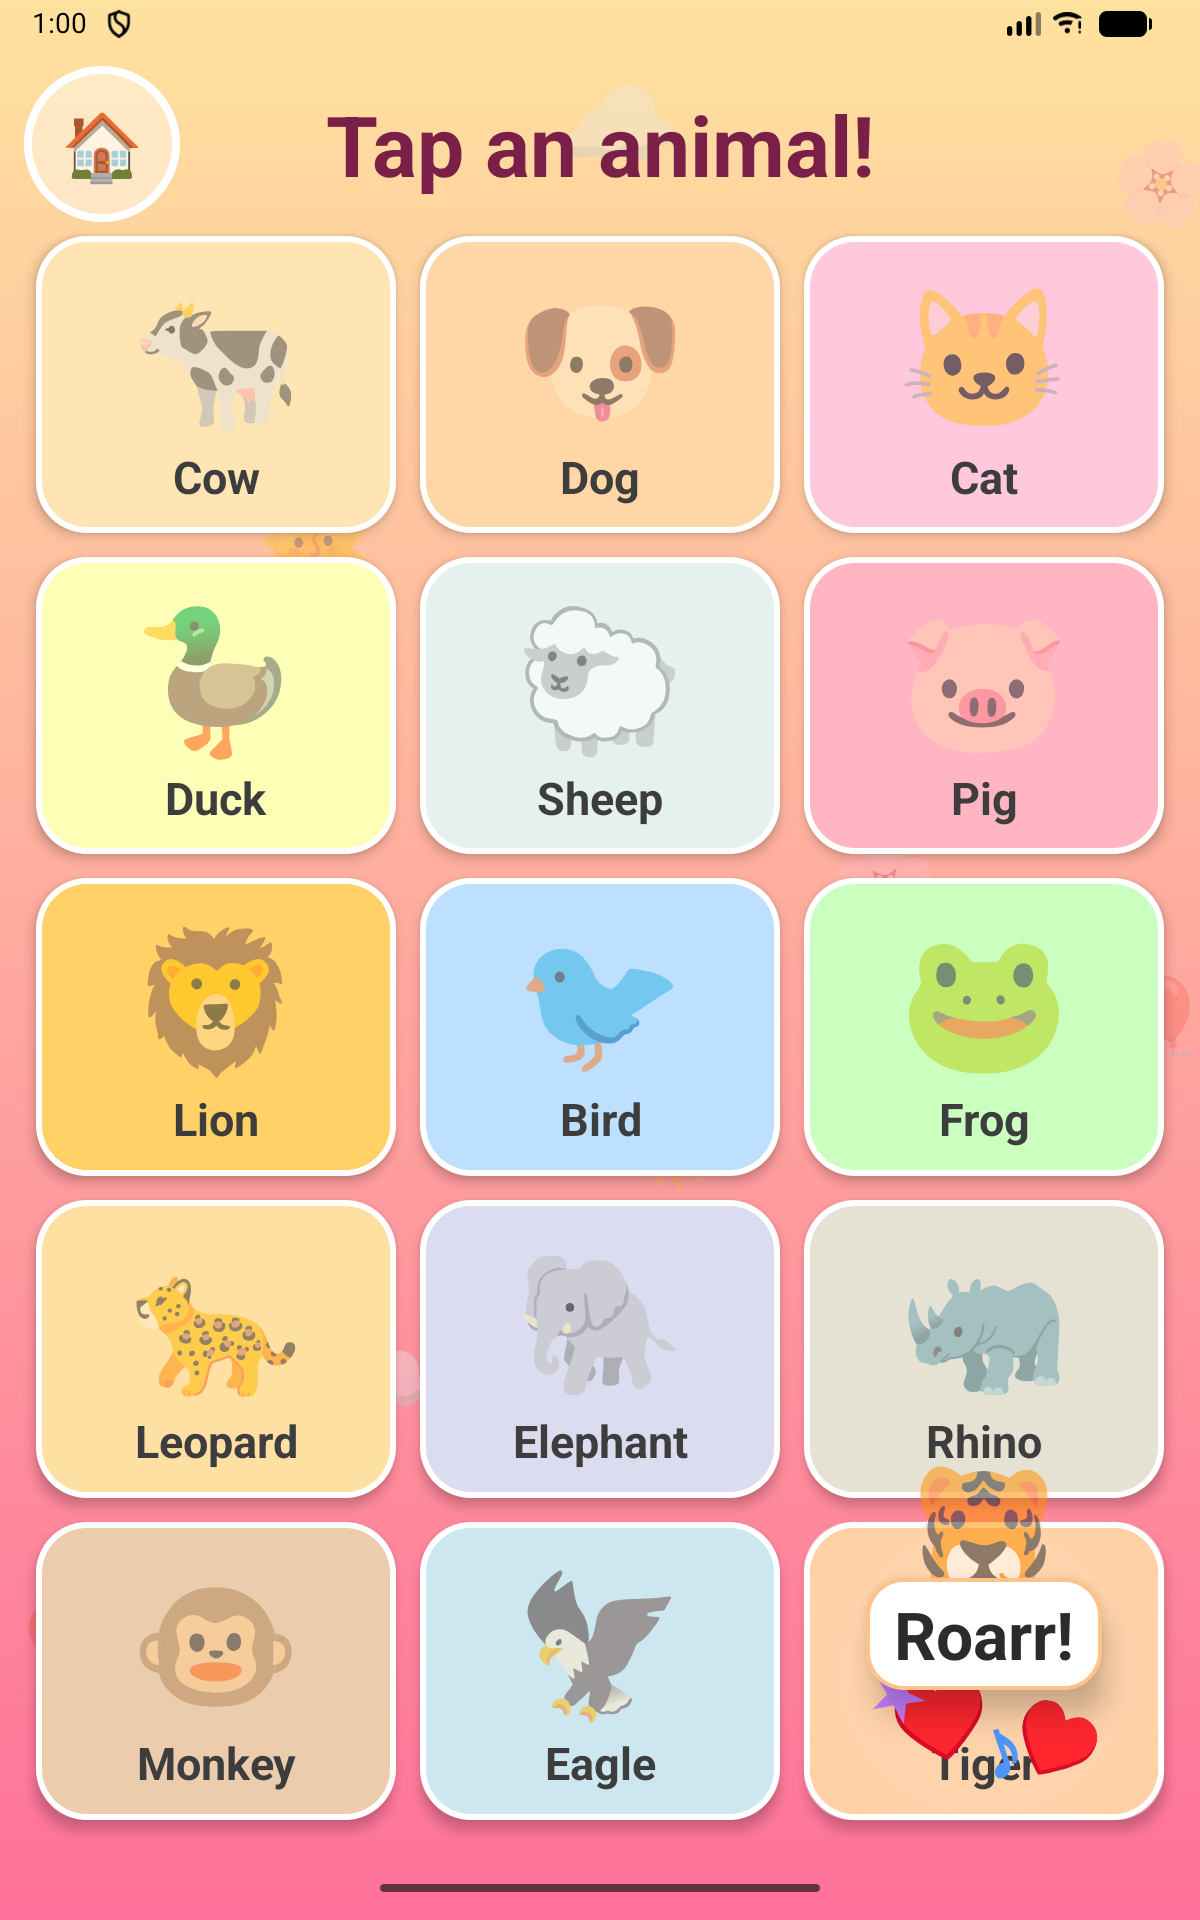 1:00
Tap an animal!
Cow
Dog
Cat
Duck
Sheep
Pig
Lion
Bird
Frog
Leopard
Elephant
Rhino
Roarr!
Monkey
Eagle
Tiger